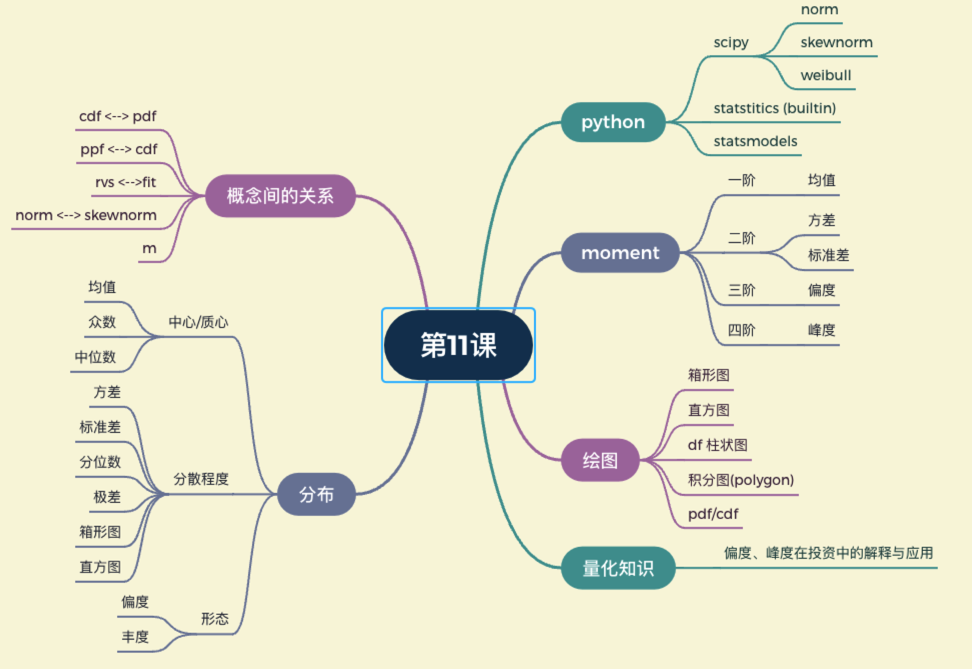 第11课
python
scipy
norm
skewnorm
weibull
statstitics (builtin)
statsmodels
moment
一阶
均值
二阶
方差
标准差
三阶
偏度
四阶
峰度
绘图
箱形图
直方图
df 柱状图
积分图(polygon)
pdf/cdf
量化知识
偏度、峰度在投资中的解释与应用
概念间的关系
cdf <--> pdf
ppf <--> cdf
rvs <-->fit
norm <--> skewnorm
m
分布
中心/质心
均值
众数
中位数
分散程度
方差
标准差
分位数
极差
箱形图
直方图
形态
偏度
丰度